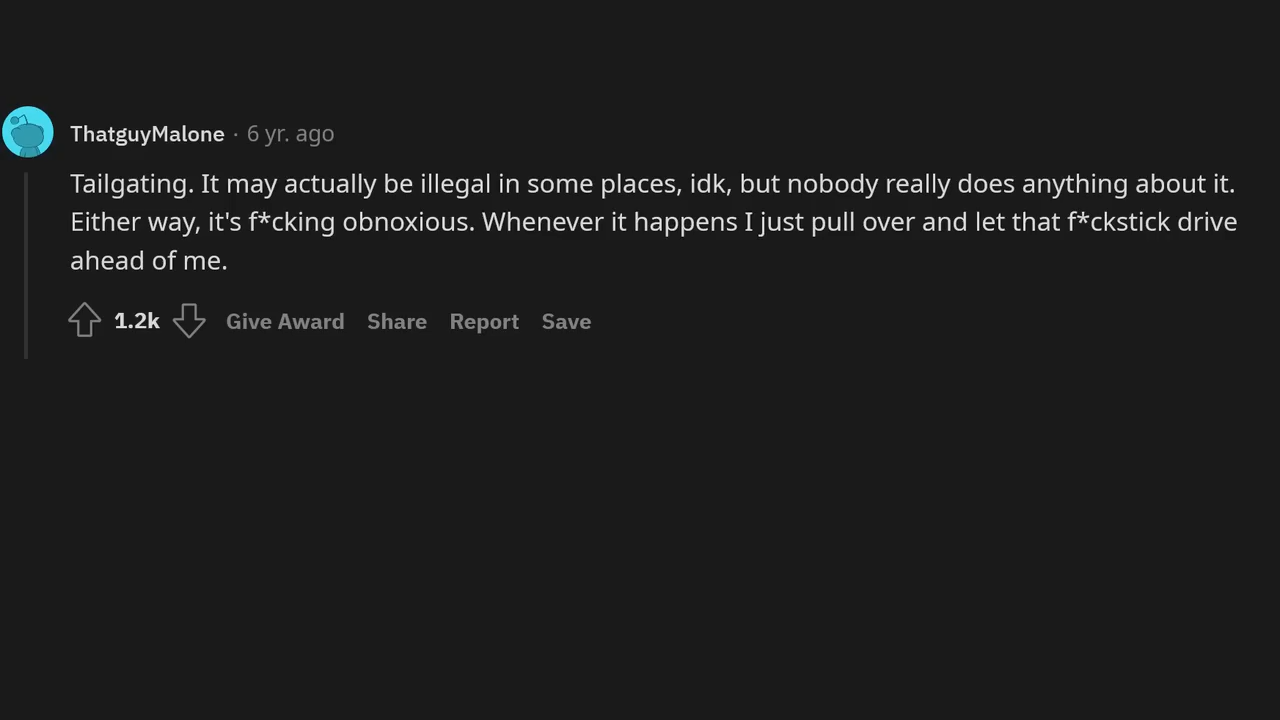 ThatguyMalone · 6 yr. ago
Tailgating. It may actually be illegal in some places, idk, but nobody really does anything about it.
Either way, it's f*cking obnoxious. Whenever it happens I just pull over and let that f*ckstick drive
ahead of me.
1.2k Give Award Share Report Save